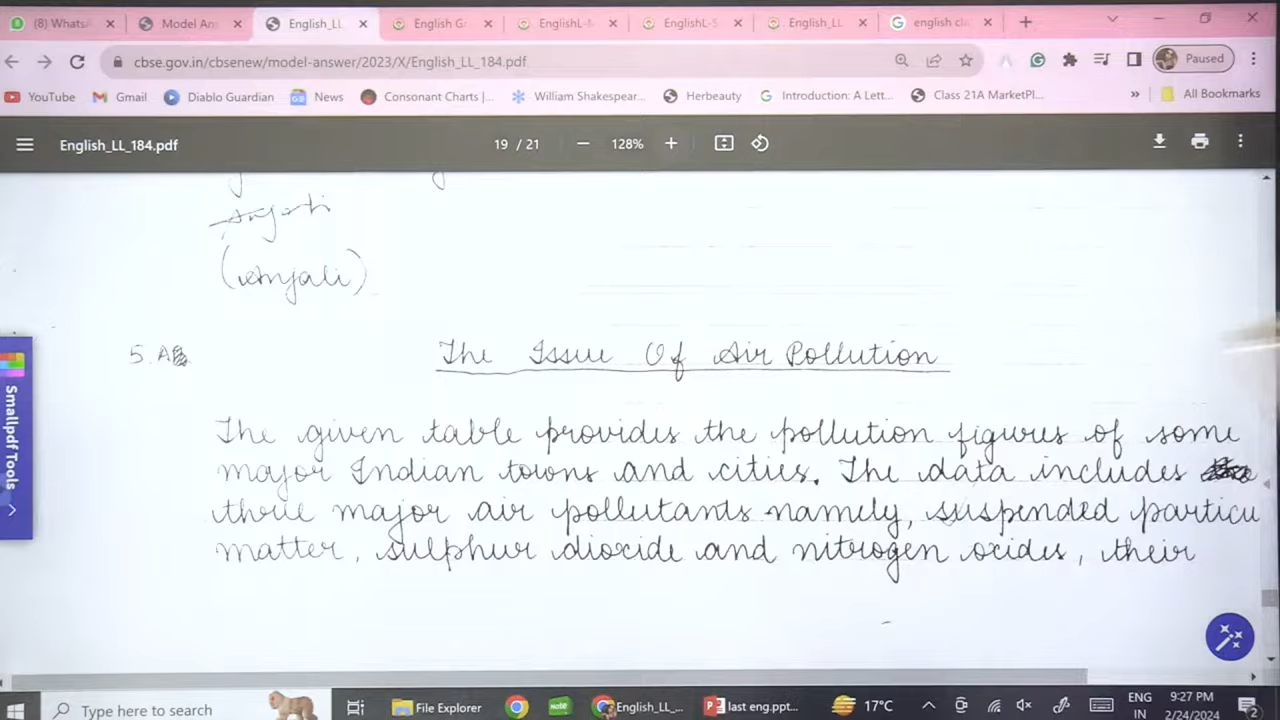 (8) WhatsA
Model An
English_LL
English Gr
EnglishL-M
EnglishL-S
English_LL
english cla
cbse.gov.in/cbsenew/model-answer/2023/X/English_LL_184.pdf
Paused
YouTube Gmail Diablo Guardian News Consonant Charts |... William Shakespear... Herbeauty Introduction: A Lett... Class 21A MarketPl... » All Bookmarks
English_LL_184.pdf 19 / 21 128%
(Anjali)
5. A
The Issue Of Air Pollution
The given table provides the pollution figures of some
major Indian towns and cities. The data includes
three major air pollutants namely, suspended particu
matter, sulphur dioxide and nitrogen oxides, their
Smallpdf Tools
Type here to search
File Explorer
English_LL_...
last eng.ppt...
17°C
ENG
IN
9:27 PM
2/24/2024
2